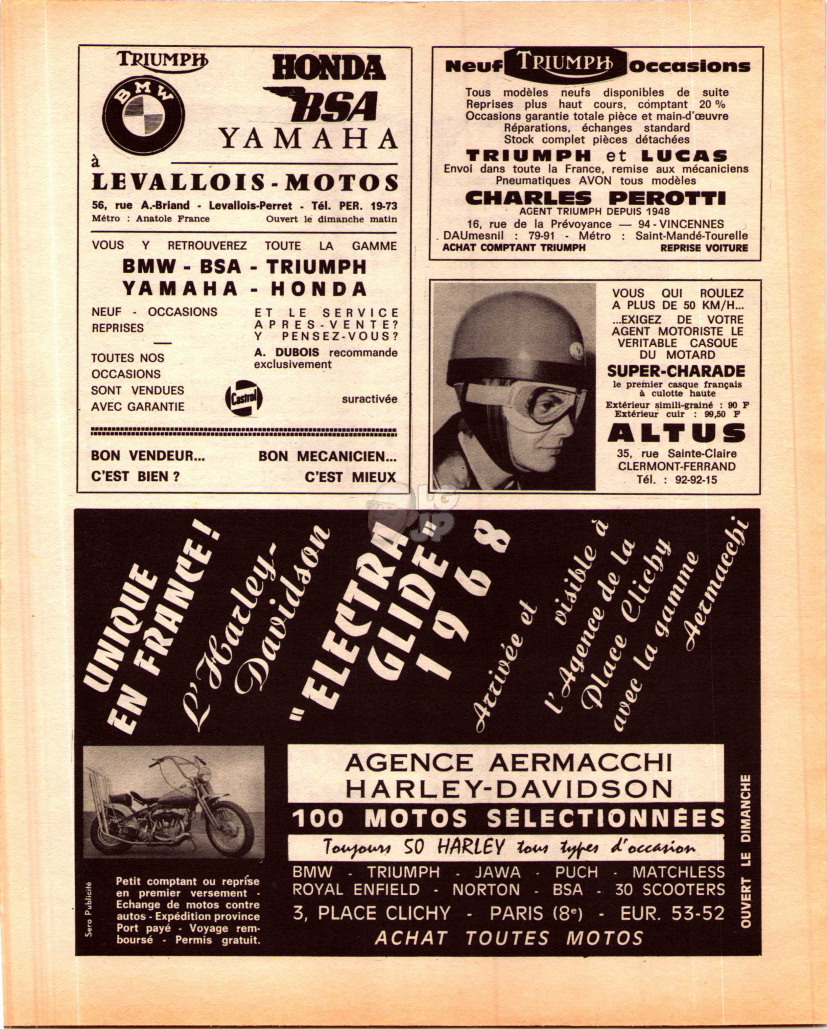 TRIUMPH
BMW
HONDA
BSA
YAMAHA
à
LEVALLOIS-MOTOS
56, rue A.-Briand - Levallois-Perret - Tél. PER. 19-73
Métro : Anatole France Ouvert le dimanche matin
VOUS Y RETROUVEREZ TOUTE LA GAMME
BMW - BSA - TRIUMPH
YAMAHA - HONDA
NEUF - OCCASIONS
REPRISES
TOUTES NOS
OCCASIONS
SONT VENDUES
AVEC GARANTIE
ET LE SERVICE
APRES-VENTE?
Y PENSEZ-VOUS?
A. DUBOIS recommande
exclusivement
Castrol
suractivée
BON VENDEUR...
C'EST BIEN ?
BON MECANICIEN...
C'EST MIEUX
Neuf TRIUMPH Occasions
Tous modèles neufs disponibles de suite
Reprises plus haut cours, comptant 20 %
Occasions garantie totale pièce et main-d'œuvre
Réparations, échanges standard
Stock complet pièces détachées
TRIUMPH et LUCAS
Envoi dans toute la France, remise aux mécaniciens
Pneumatiques AVON tous modèles
CHARLES PEROTTI
AGENT TRIUMPH DEPUIS 1948
16, rue de la Prévoyance — 94 - VINCENNES
DAUmesnil : 79-91 - Métro : Saint-Mandé-Tourelle
ACHAT COMPTANT TRIUMPH REPRISE VOITURE
VOUS QUI ROULEZ
A PLUS DE 50 KM/H...
...EXIGEZ DE VOTRE
AGENT MOTORISTE LE
VERITABLE CASQUE
DU MOTARD
SUPER-CHARADE
le premier casque français
à culotte haute
Extérieur simili-grainé : 90 F
Extérieur cuir : 99,50 F
ALTUS
35, rue Sainte-Claire
CLERMONT-FERRAND
Tél. : 92-92-15
LG
JP
UNIQUE
EN FRANCE!
L'Harley-
Davidson
"ELECTRA
GLIDE"
1968
Arrivée et
visible à
l'Agence de la
Place Clichy
avec la gamme
Aermacchi
AGENCE AERMACCHI
HARLEY-DAVIDSON
100 MOTOS SÉLECTIONNÉES
Toujours 50 HARLEY tous types d'occasion
BMW - TRIUMPH - JAWA - PUCH - MATCHLESS
ROYAL ENFIELD - NORTON - BSA - 30 SCOOTERS
3, PLACE CLICHY - PARIS (8e) - EUR. 53-52
ACHAT TOUTES MOTOS
OUVERT LE DIMANCHE
Sero Publicité
Petit comptant ou reprise
en premier versement -
Echange de motos contre
autos - Expédition province
Port payé - Voyage rem-
boursé - Permis gratuit.